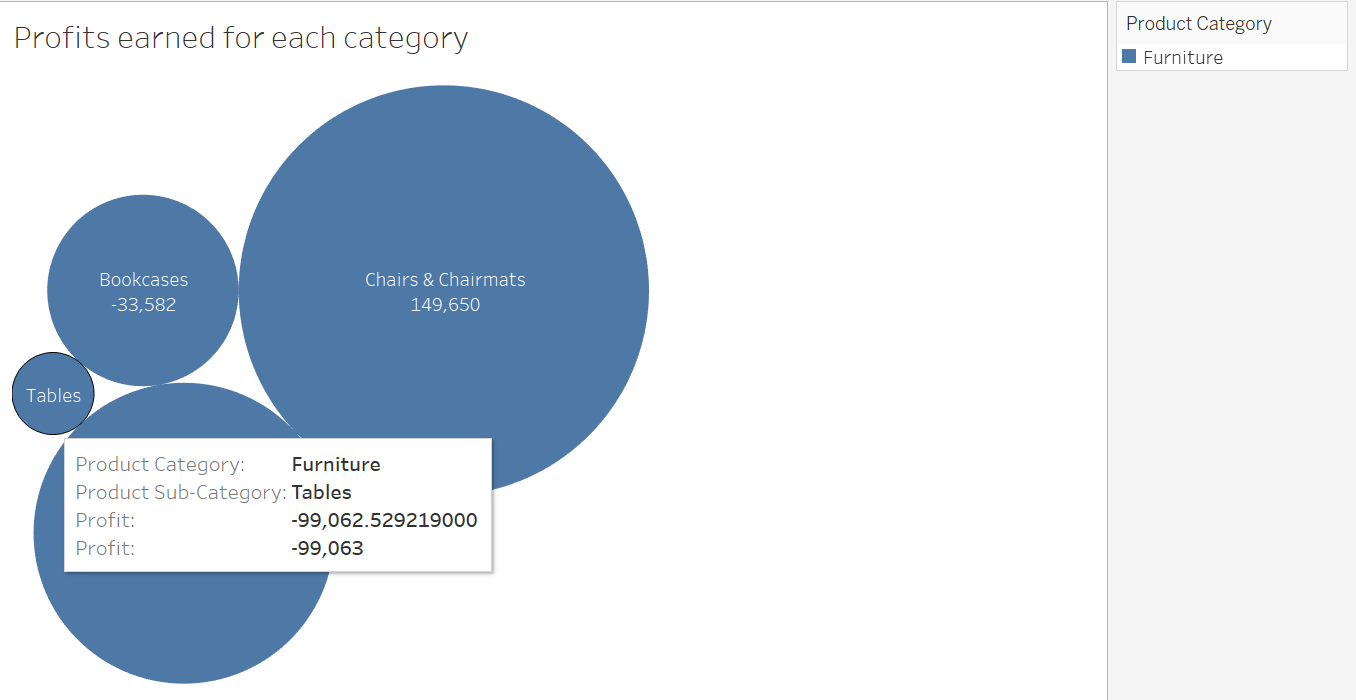 Profits earned for each category
Product Category
Furniture
Bookcases
-33,582
Chairs & Chairmats
149,650
Tables
Product Category: Furniture
Product Sub-Category: Tables
Profit: -99,062.529219000
Profit: -99,063